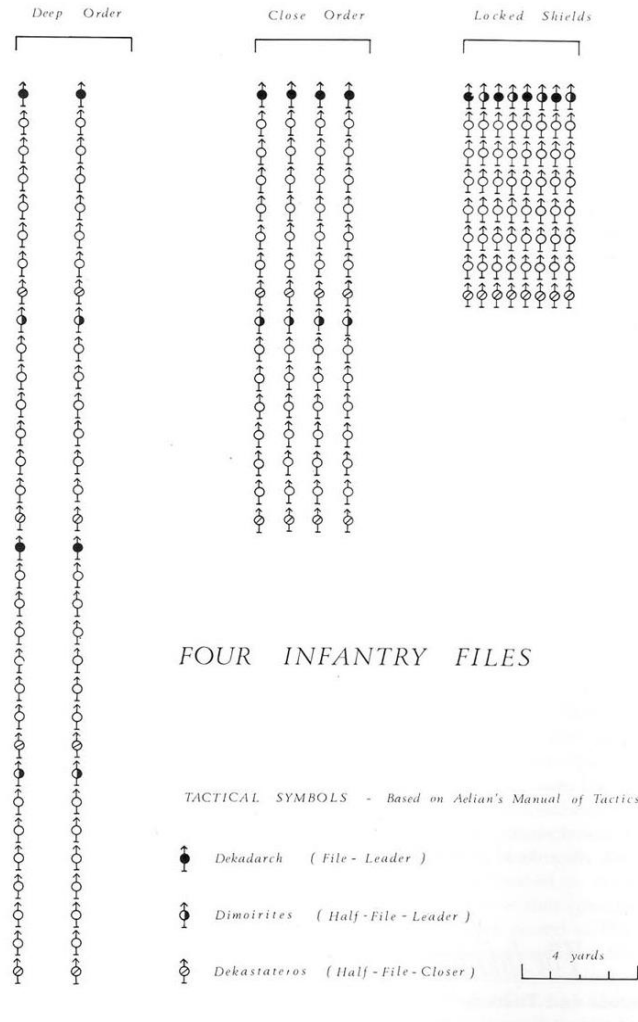 Deep Order
Close Order
Locked Shields
FOUR INFANTRY FILES
TACTICAL SYMBOLS - Based on Aelian's Manual of Tactics
Dekadarch ( File - Leader )
Dimoirites ( Half - File - Leader )
Dekastateros ( Half - File - Closer )
4 yards